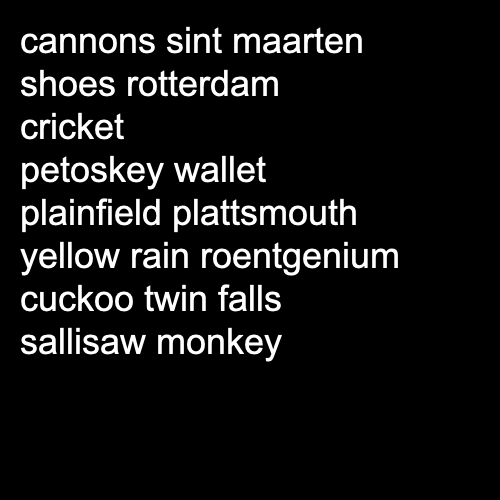 cannons sint maarten
shoes rotterdam
cricket
petoskey wallet
plainfield plattsmouth
yellow rain roentgenium
cuckoo twin falls
sallisaw monkey